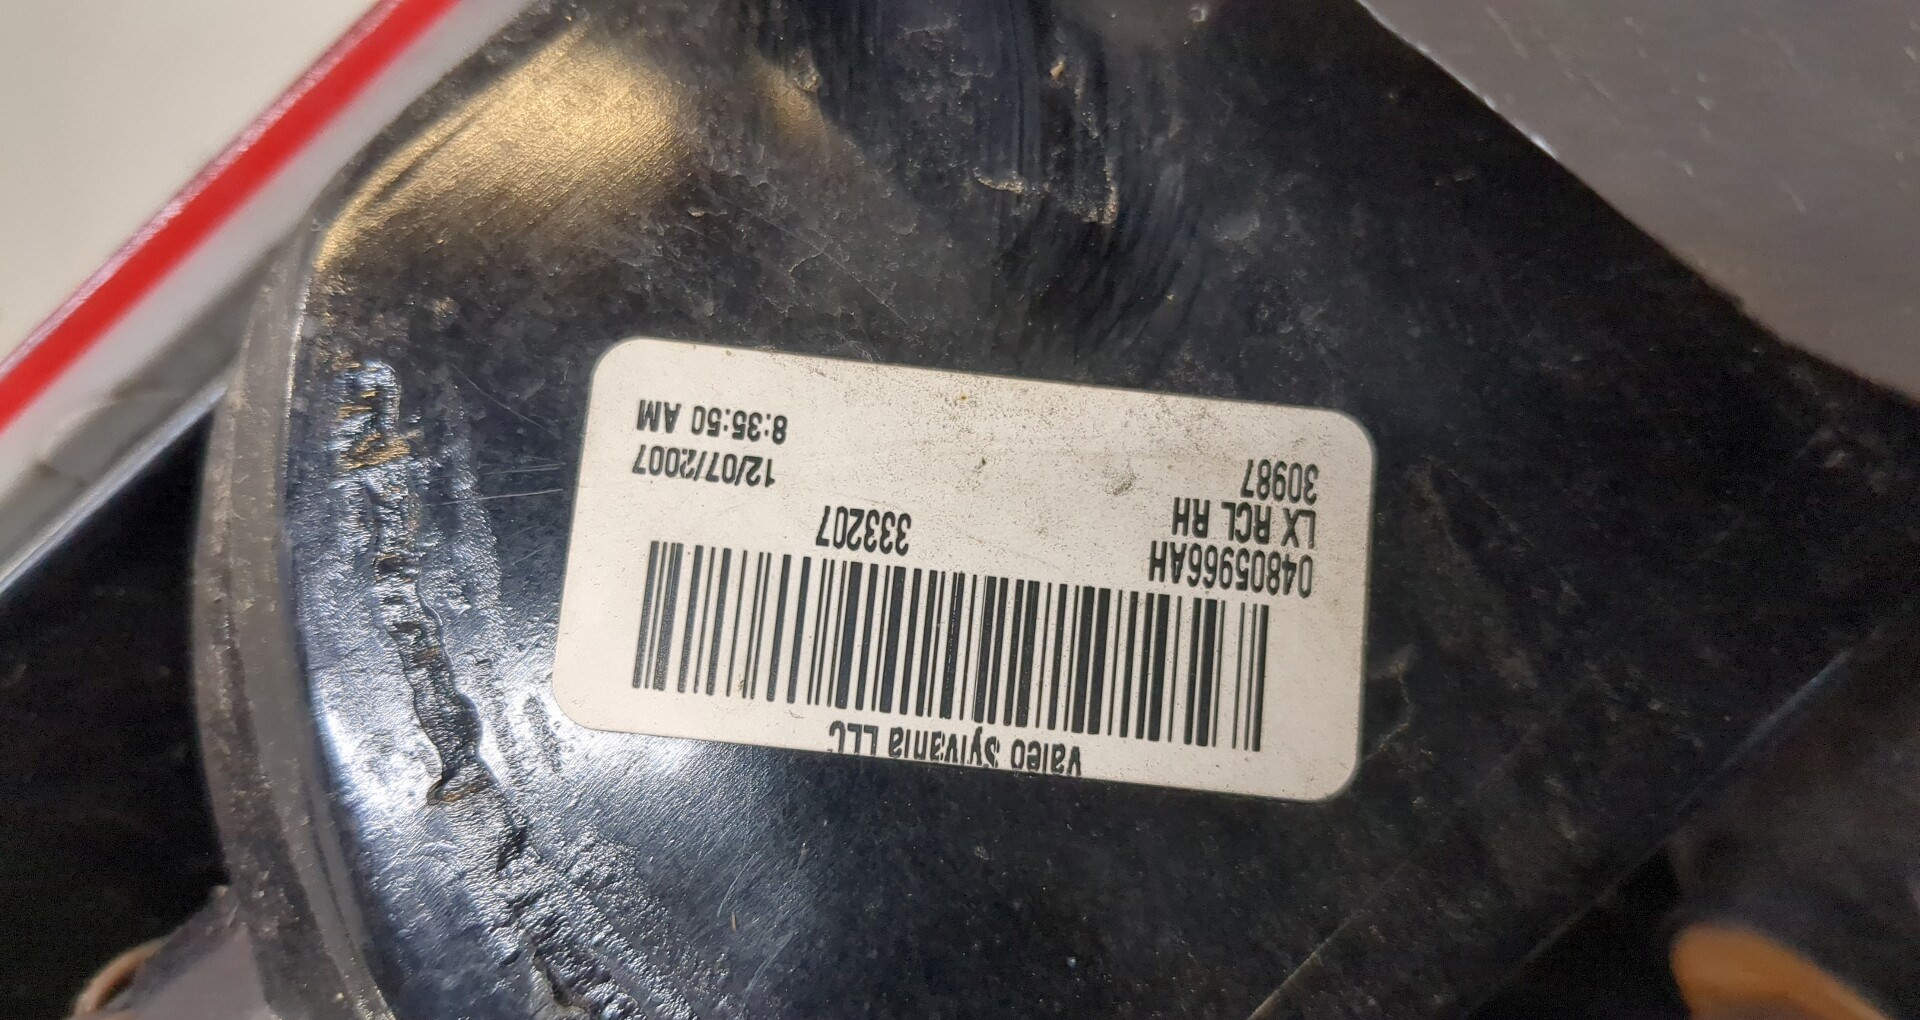 Valeo Sylvania LLC
333207
04805966AH
LX RCL RH
30987
12/07/2007
8:35:50 AM